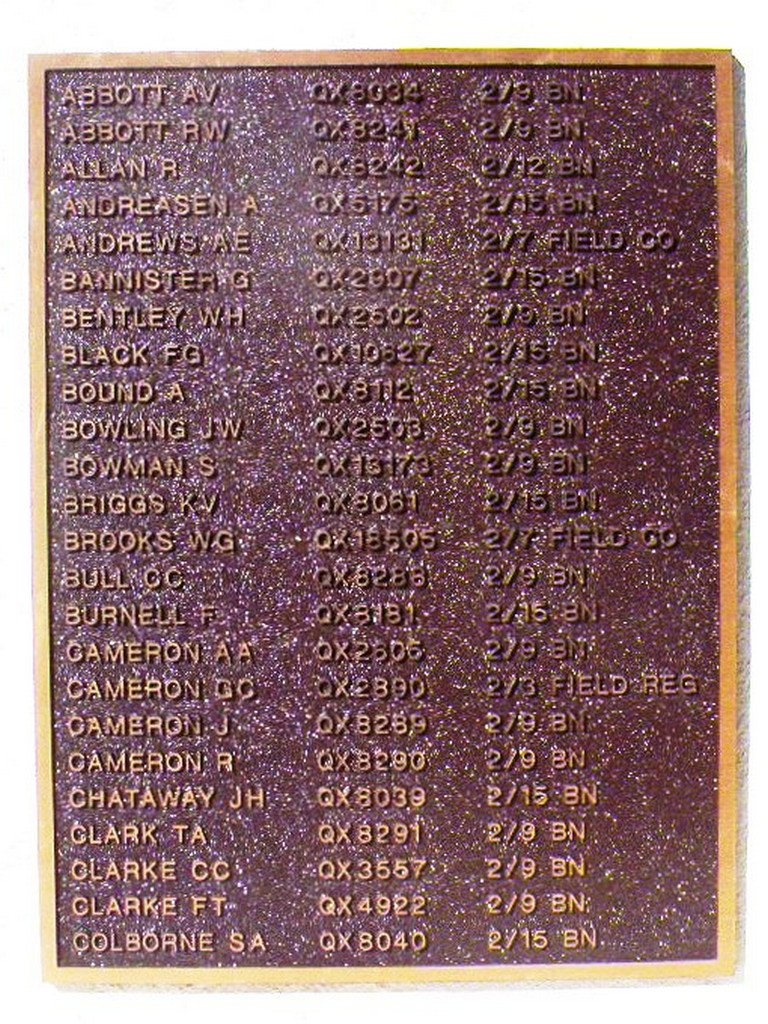 ABBOTT AV QX8034 2/9 BN
ABBOTT RW QX8241 2/9 BN
ALLAN R QX8242 2/12 BN
ANDREASEN A QX5175 2/15 BN
ANDREWS AE QX13131 2/7 FIELD CO
BANNISTER G QX2907 2/15 BN
BENTLEY WH QX2502 2/9 BN
BLACK FG 2/15 BN
BOUND A QX8112 2/15 BN
BOWLING JW QX2503 2/9 BN
BOWMAN S QX13173 2/9 BN
BRIGGS KV QX8061 2/15 BN
BROOKS WG QX18505 2/7 FIELD CO
BULL CC 2/9 BN
BURNELL F QX8181 2/15 BN
CAMERON AA 2/9 BN
CAMERON GC QX2890 2/3 FIELD REG
CAMERON J QX8289 2/9 BN
CAMERON R QX8290 2/9 BN
CHATAWAY JH QX8039 2/15 BN
CLARK TA QX8291 2/9 BN
CLARKE CC QX3557 2/9 BN
CLARKE FT QX4922 2/9 BN
COLBORNE SA QX8040 2/15 BN